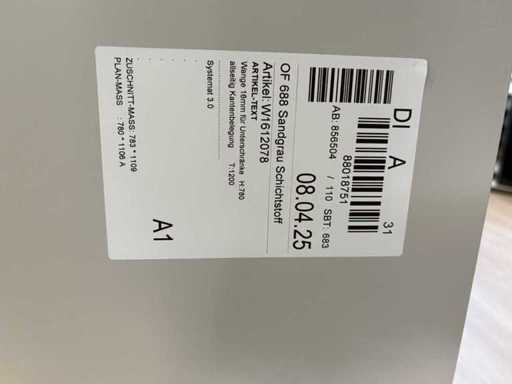 DI A 31
88018751
AB: 856504 / 110 SBT: 683
08.04.25
OF 688 Sandgrau Schichtstoff
Artikel: W1612078
ARTIKEL-TEXT
Wange 16mm für Unterschränke H:780
allseitig Kantenbelegung T:1200
Systemat 3.0
A1
ZUSCHNITT-MASS: 783 * 1109
PLAN-MASS : 780 * 1106 A